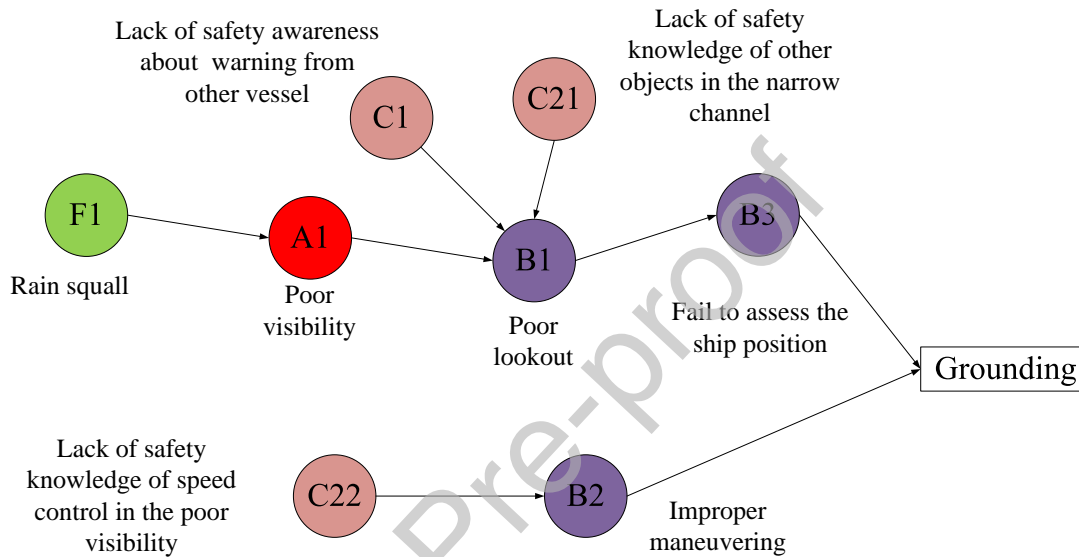 Lack of safety awareness
about warning from
other vessel
Lack of safety
knowledge of other
objects in the narrow
channel
C1
C21
F1
A1
B1
B3
Rain squall
Poor
visibility
Poor
lookout
Fail to assess the
ship position
Grounding
Lack of safety
knowledge of speed
control in the poor
visibility
C22
B2
Improper
maneuvering
Pre-proof